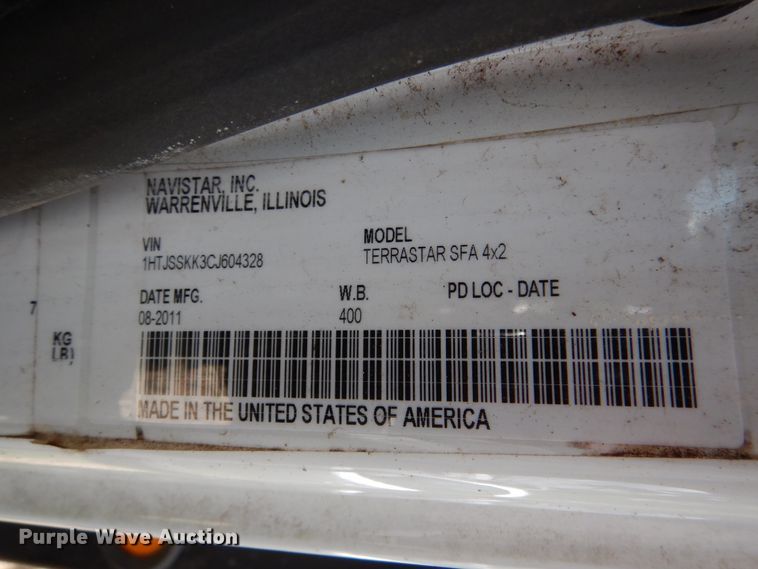 NAVISTAR, INC.
WARRENVILLE, ILLINOIS
VIN
1HTJSSKK3CJ604328
MODEL
TERRASTAR SFA 4x2
DATE MFG.
08-2011
W.B.
400
PD LOC - DATE
7
KG
LB)
MADE IN THE UNITED STATES OF AMERICA
Purple Wave Auction